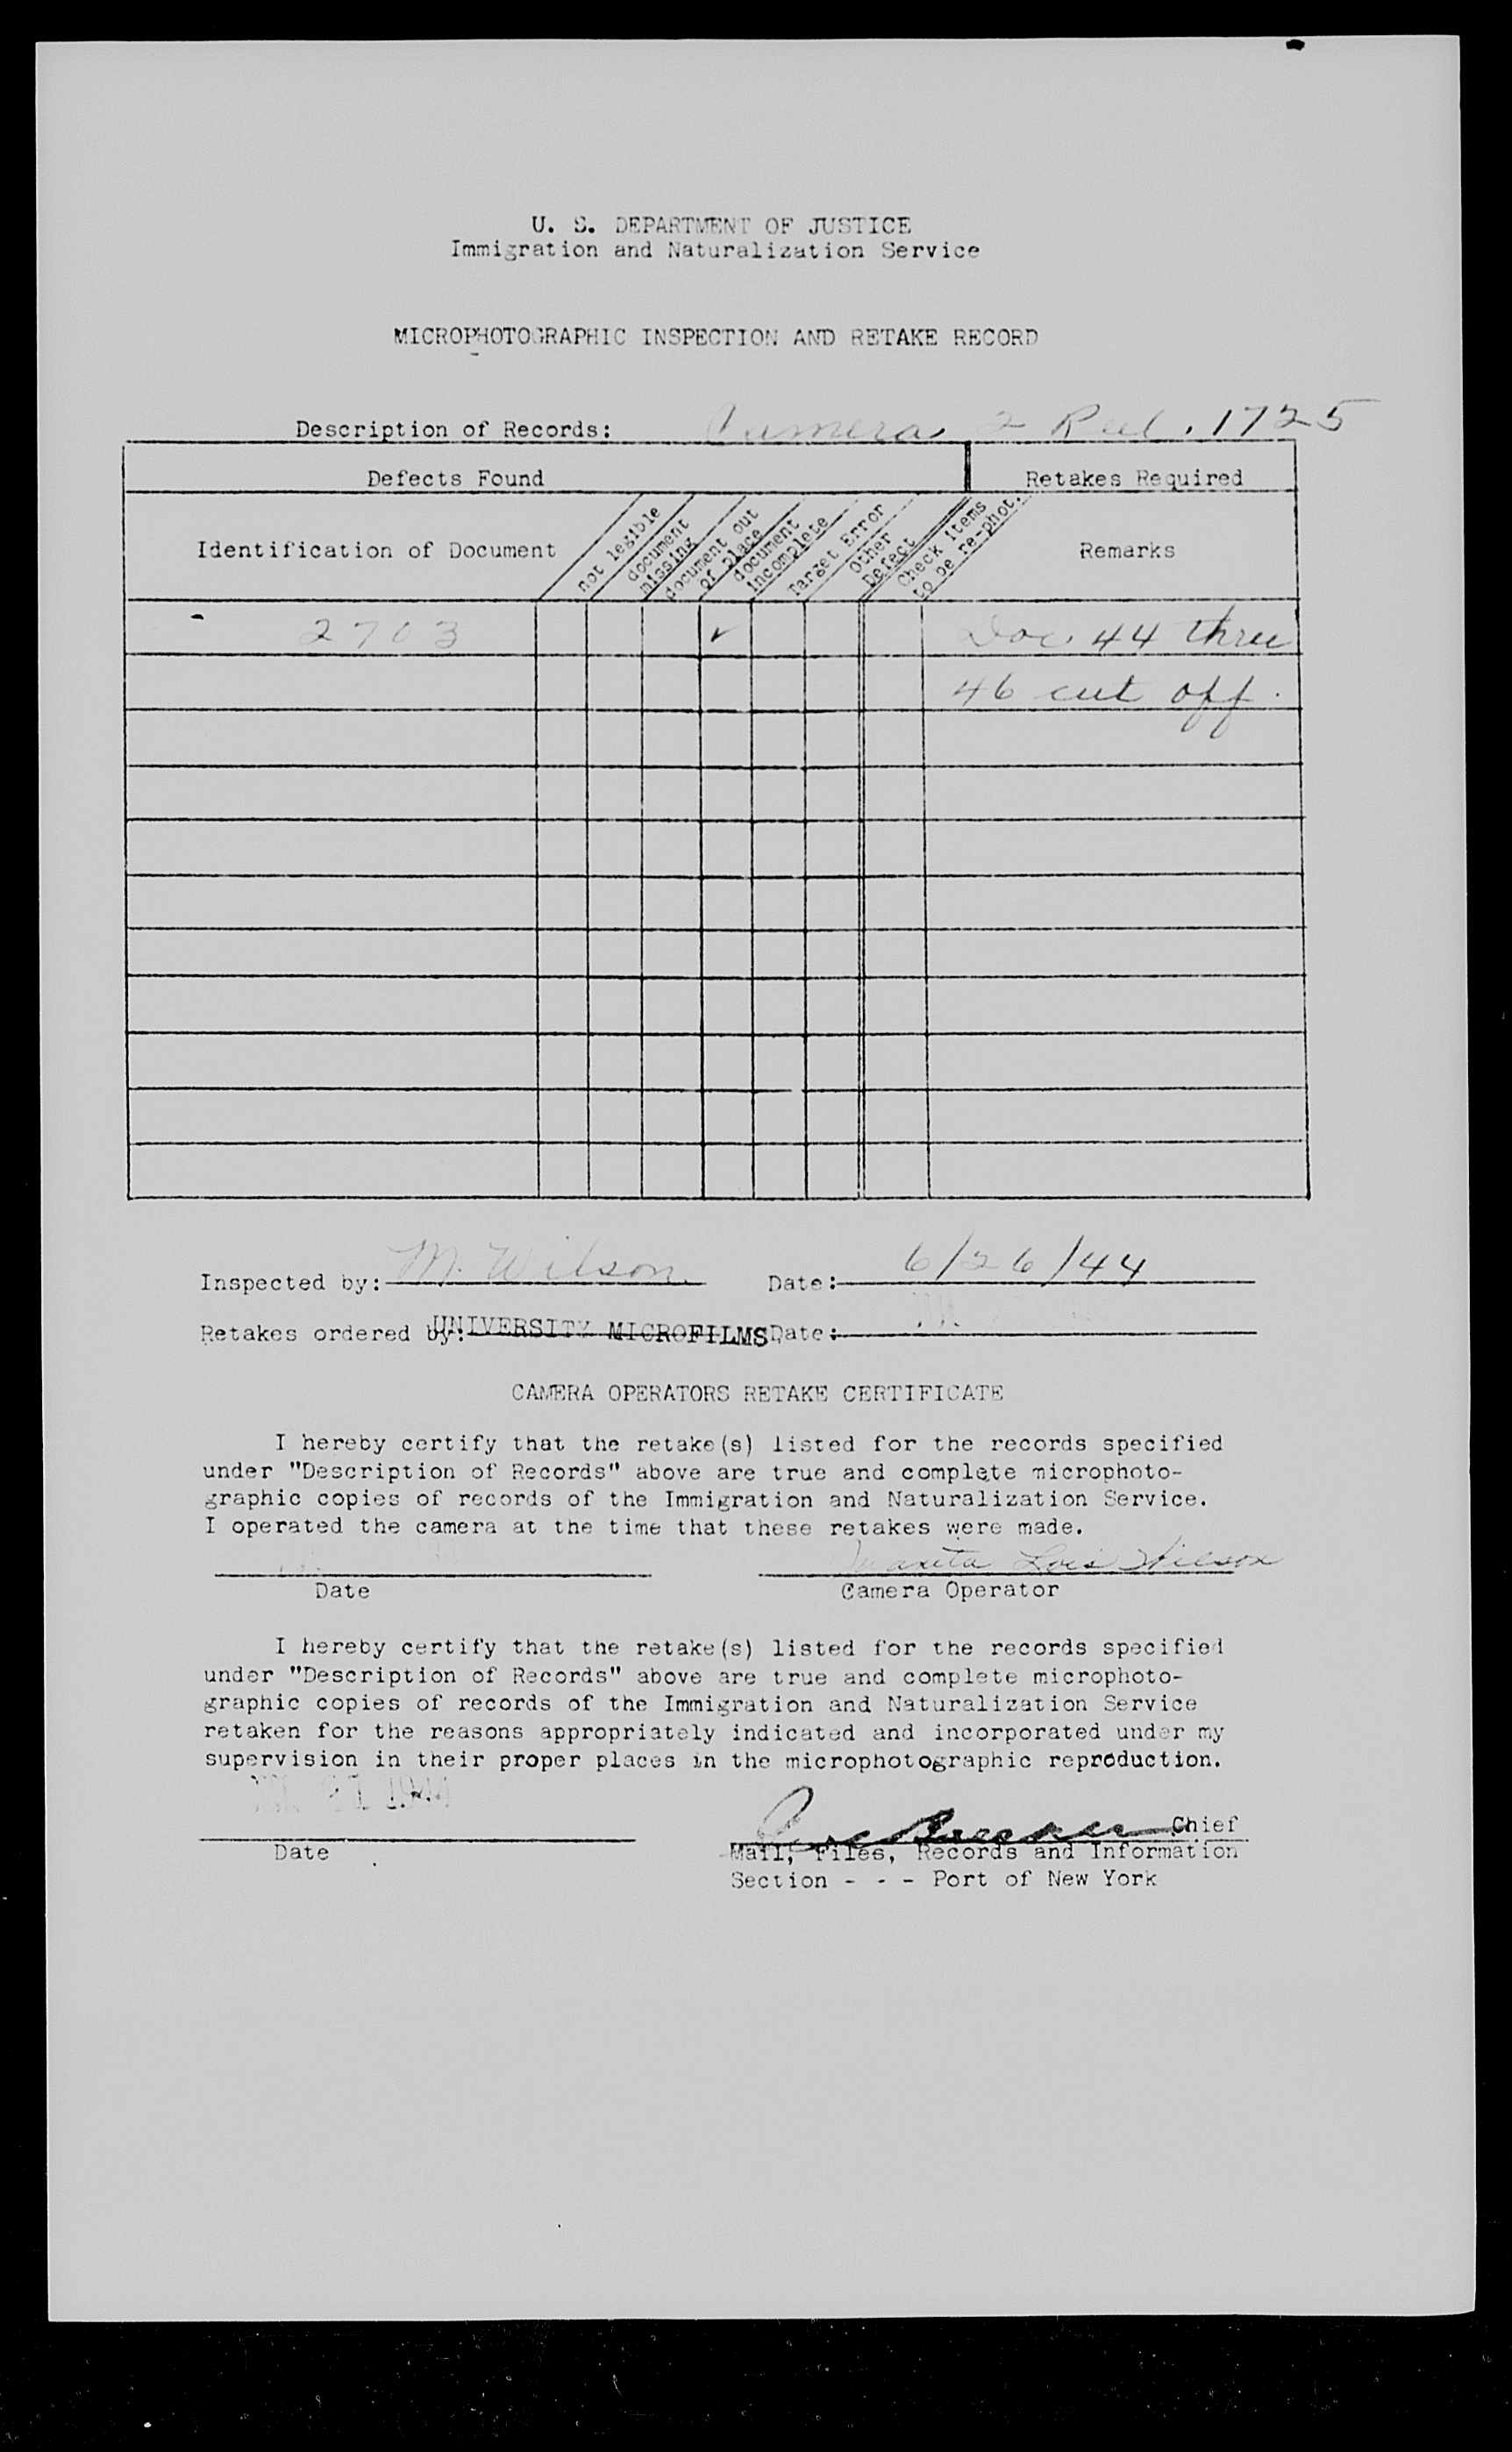 U. S. DEPARTMENT OF JUSTICE
Immigration and Naturalization Service
MICROPHOTOGRAPHIC INSPECTION AND RETAKE RECORD
Description of Records: Camera 2 Reel. 1725
Defects Found
Retakes Required
Identification of Document
not legible
document missing
document out of place
document incomplete
Target Error
Other Defect
Check items to be re-phot.
Remarks
2703 ✓ Doc. 44 thru
46 cut off.
Inspected by: M. Wilson Date: 6/26/44
Retakes ordered by: UNIVERSITY MICROFILMS Date:
CAMERA OPERATORS RETAKE CERTIFICATE
I hereby certify that the retake(s) listed for the records specified
under "Description of Records" above are true and complete microphoto-
graphic copies of records of the Immigration and Naturalization Service.
I operated the camera at the time that these retakes were made.
Juanita Lois Wilson
Date
Camera Operator
I hereby certify that the retake(s) listed for the records specified
under "Description of Records" above are true and complete microphoto-
graphic copies of records of the Immigration and Naturalization Service
retaken for the reasons appropriately indicated and incorporated under my
supervision in their proper places in the microphotographic reproduction.
1944
Chief
Date
Mail, Files, Records and Information
Section - - - Port of New York